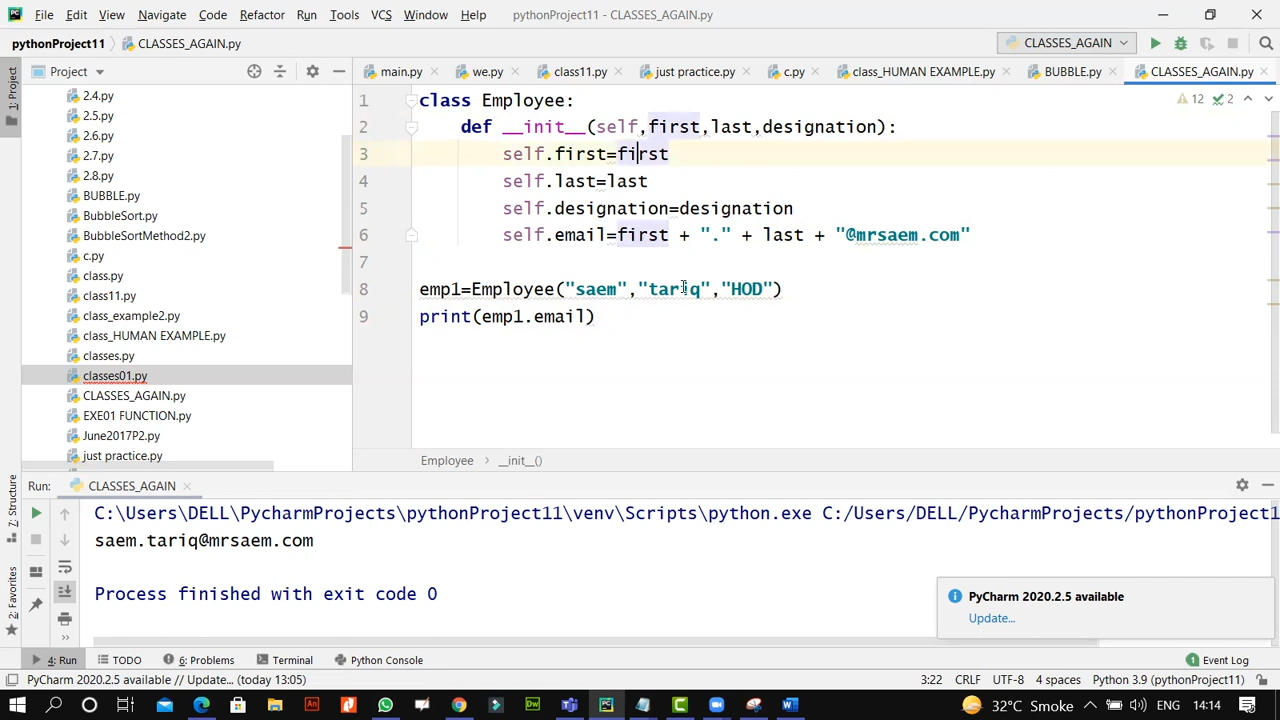 File Edit View Navigate Code Refactor Run Tools VCS Window Help pythonProject11 - CLASSES_AGAIN.py
pythonProject11 CLASSES_AGAIN.py CLASSES_AGAIN
1: Project
Project
main.py we.py class11.py just practice.py c.py class_HUMAN EXAMPLE.py BUBBLE.py CLASSES_AGAIN.py
2.4.py
2.5.py
2.6.py
2.7.py
2.8.py
BUBBLE.py
BubbleSort.py
BubbleSortMethod2.py
c.py
class.py
class11.py
class_example2.py
class_HUMAN EXAMPLE.py
classes.py
classes01.py
CLASSES_AGAIN.py
EXE01 FUNCTION.py
June2017P2.py
just practice.py
12 2
1 class Employee:
2 def __init__(self,first,last,designation):
3 self.first=first
4 self.last=last
5 self.designation=designation
6 self.email=first + "." + last + "@mrsaem.com"
7
8 emp1=Employee("saem","tariq","HOD")
9 print(emp1.email)
Employee __init__()
Z: Structure
2: Favorites
Run: CLASSES_AGAIN
C:\Users\DELL\PycharmProjects\pythonProject11\venv\Scripts\python.exe C:/Users/DELL/PycharmProjects/pythonProject1
saem.tariq@mrsaem.com
Process finished with exit code 0
PyCharm 2020.2.5 available
Update...
4: Run TODO 6: Problems Terminal Python Console 1 Event Log
PyCharm 2020.2.5 available // Update... (today 13:05) 3:22 CRLF UTF-8 4 spaces Python 3.9 (pythonProject11)
32°C Smoke ENG 14:14